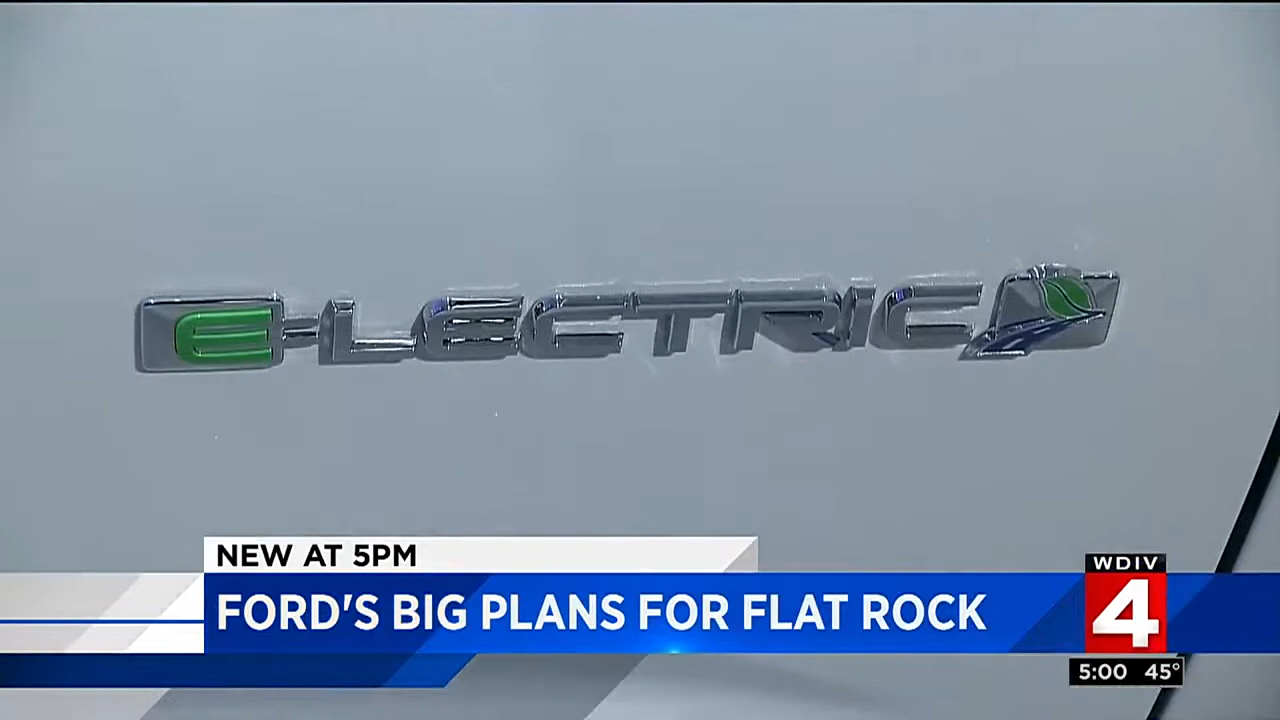 E-LECTRIC
NEW AT 5PM
FORD'S BIG PLANS FOR FLAT ROCK
WDIV
4
5:00 45°